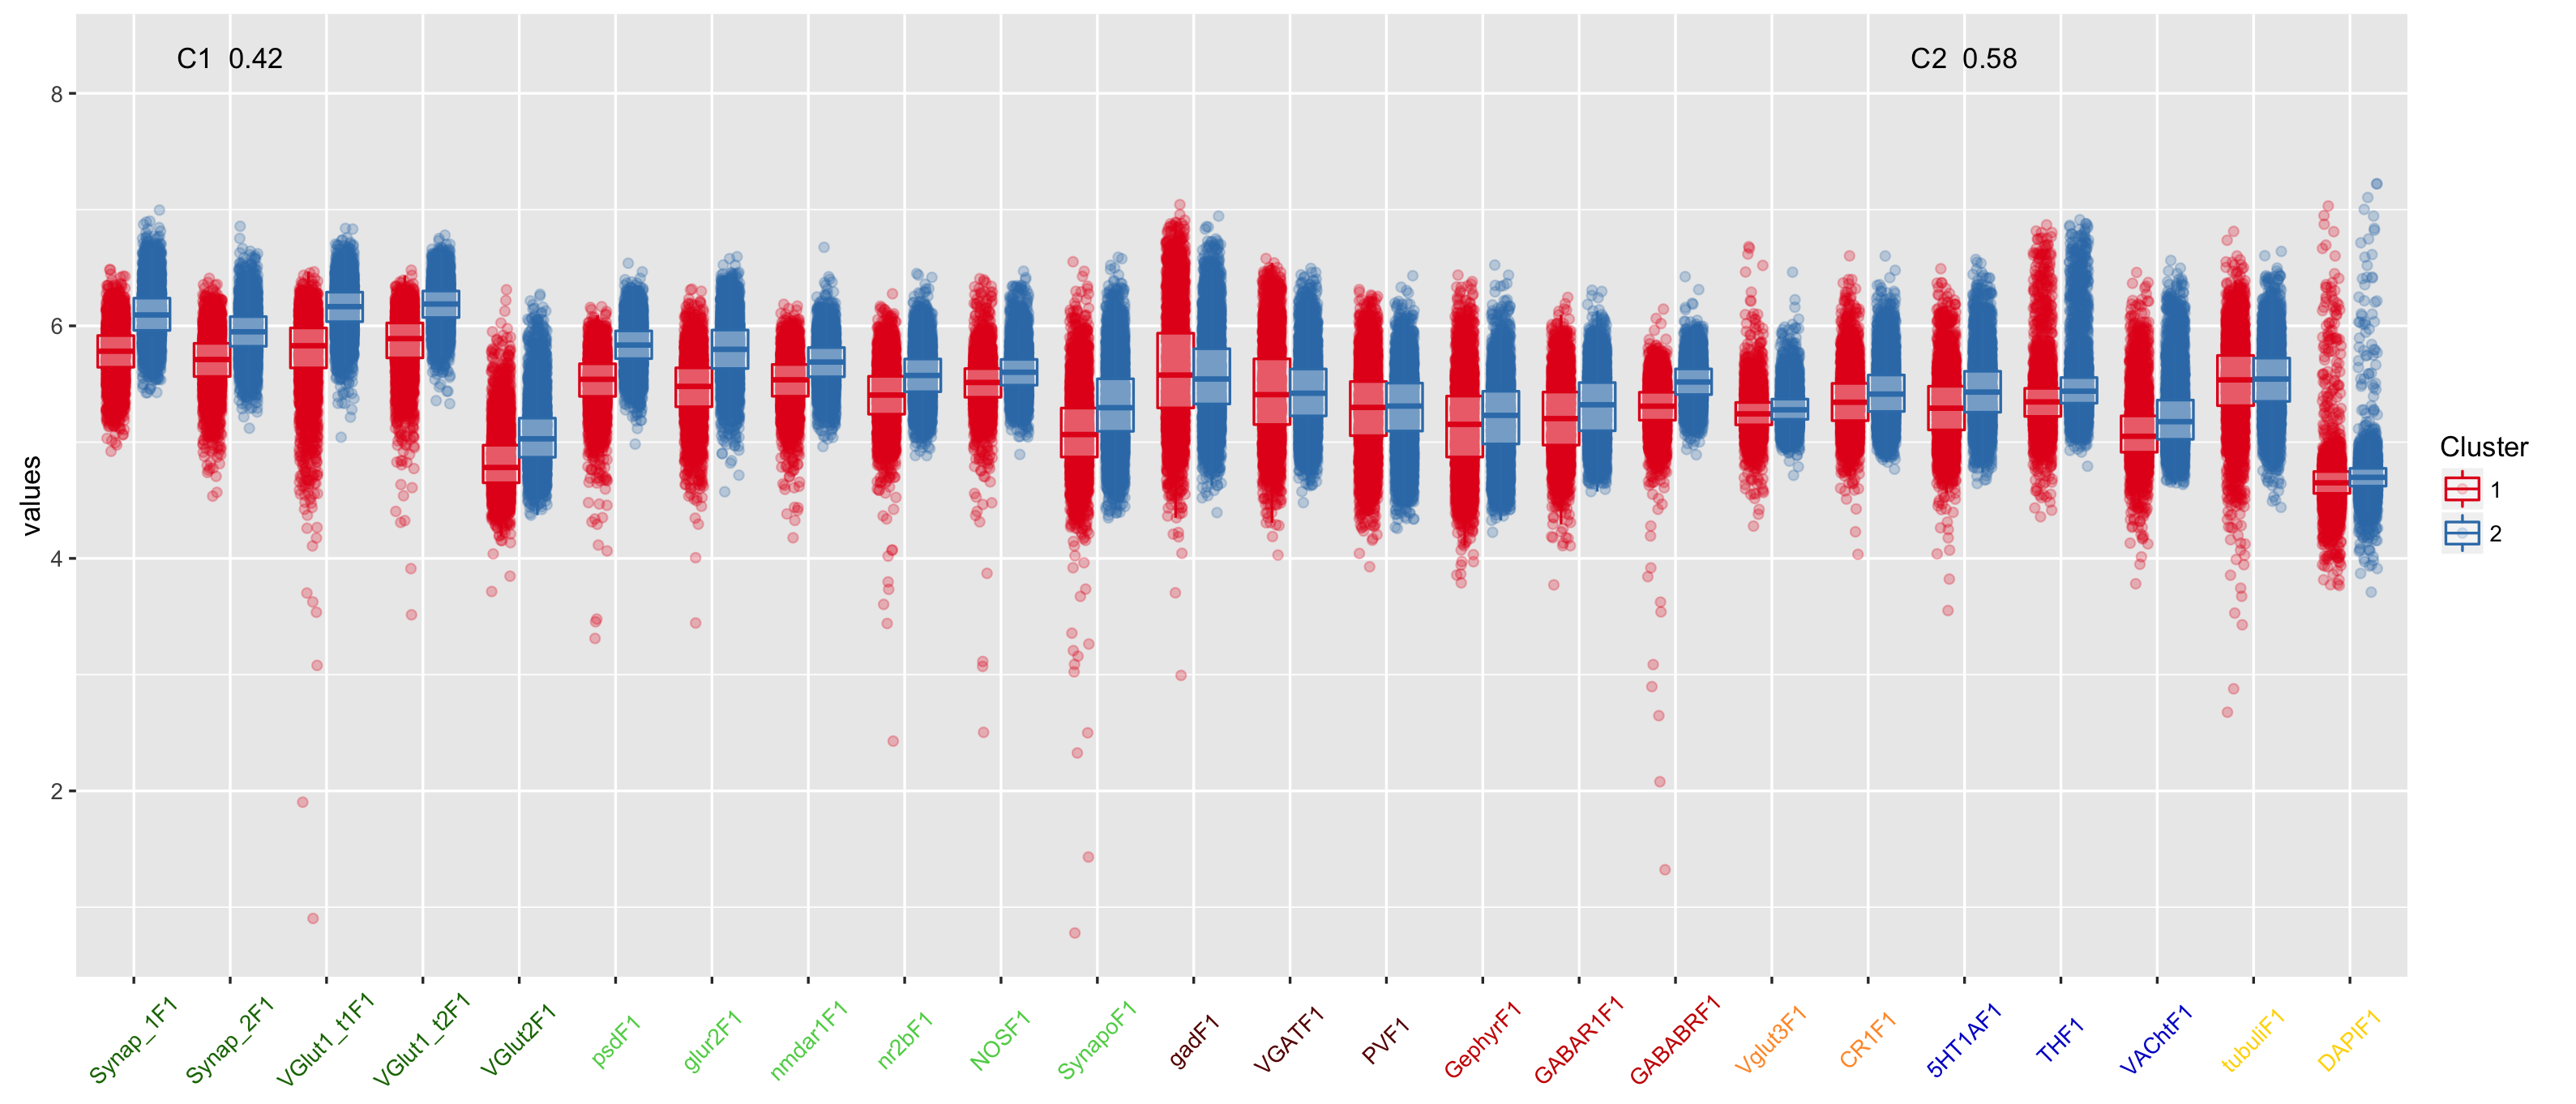 C1 0.42
C2 0.58
8
6
4
2
values
Synap_1F1
Synap_2F1
VGlut1_t1F1
VGlut1_t2F1
VGlut2F1
psdF1
glur2F1
nmdar1F1
nr2bF1
NOSF1
SynapoF1
gadF1
VGATF1
PVF1
GephyrF1
GABAR1F1
GABABRF1
Vglut3F1
CR1F1
5HT1AF1
THF1
VAChtF1
tubuliF1
DAPIF1
Cluster
1
2